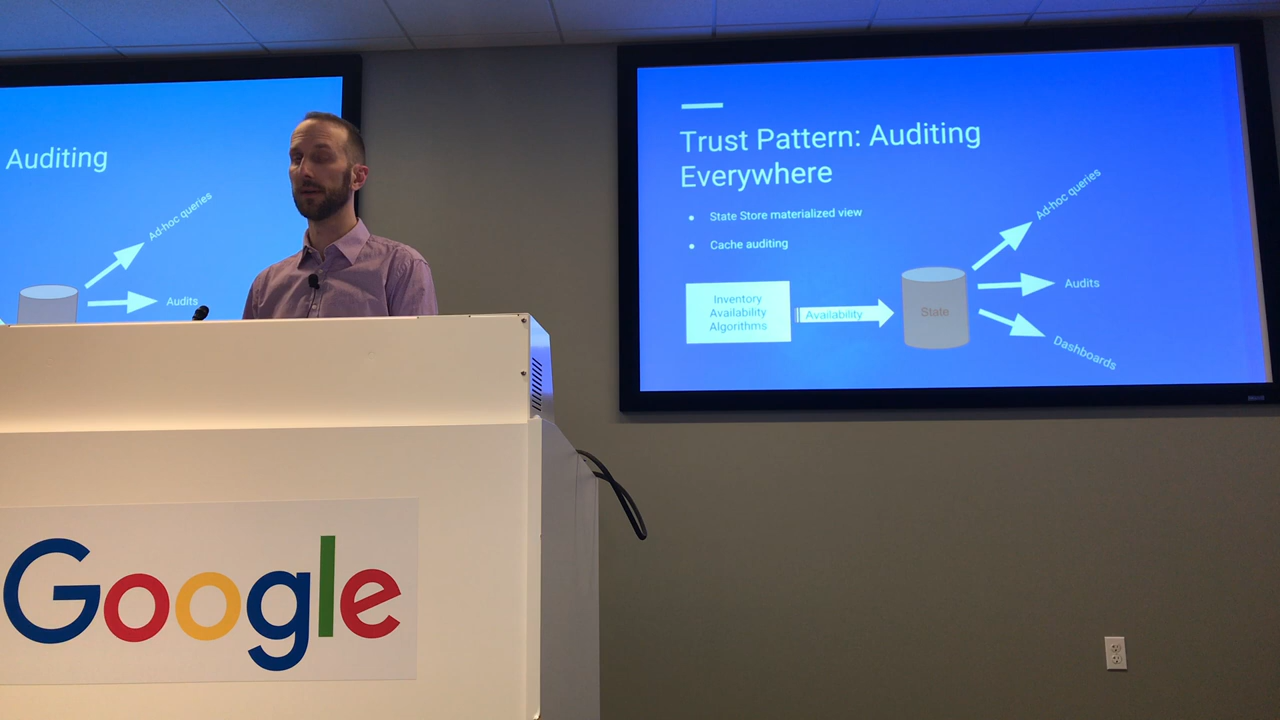 Auditing
Ad-hoc queries
Audits
Trust Pattern: Auditing
Everywhere
State Store materialized view
Cache auditing
Inventory
Availability
Algorithms
Availability
State
Ad-hoc queries
Audits
Dashboards
Google